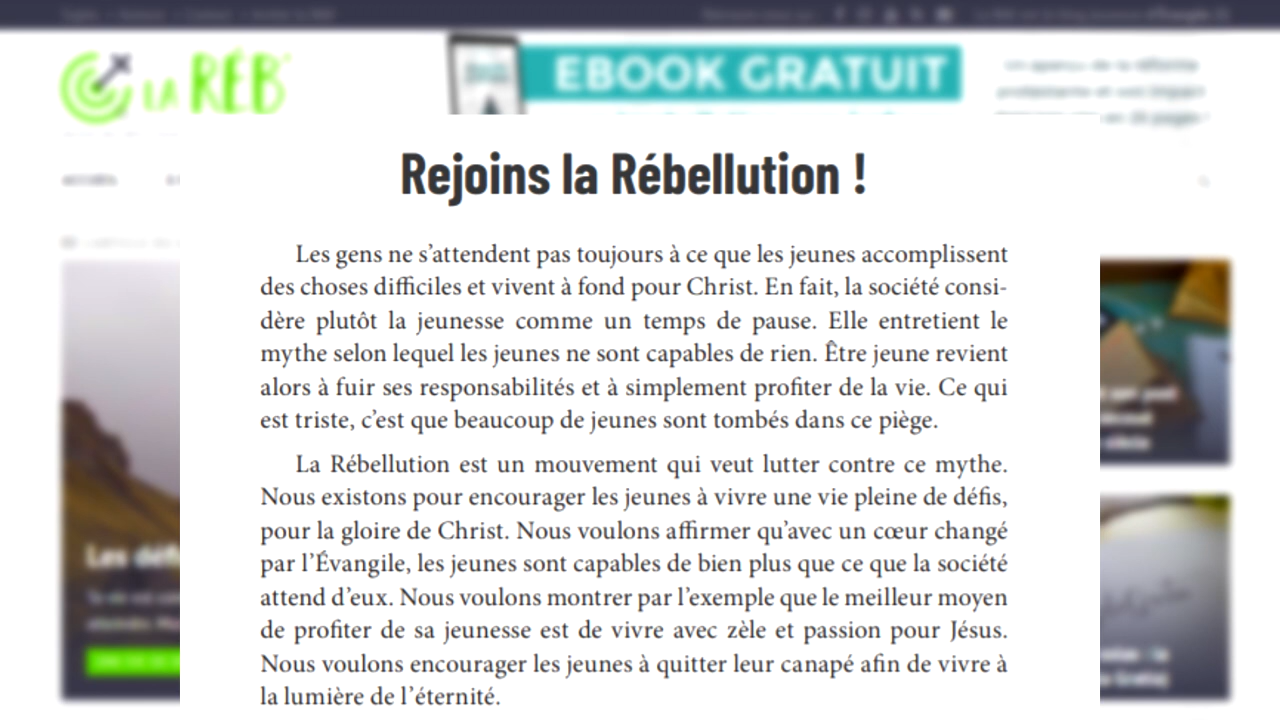 LA RÉB'
EBOOK GRATUIT
Rejoins la Rébellution !
Les gens ne s’attendent pas toujours à ce que les jeunes accomplissent
des choses difficiles et vivent à fond pour Christ. En fait, la société consi-
dère plutôt la jeunesse comme un temps de pause. Elle entretient le
mythe selon lequel les jeunes ne sont capables de rien. Être jeune revient
alors à fuir ses responsabilités et à simplement profiter de la vie. Ce qui
est triste, c’est que beaucoup de jeunes sont tombés dans ce piège.
La Rébellution est un mouvement qui veut lutter contre ce mythe.
Nous existons pour encourager les jeunes à vivre une vie pleine de défis,
pour la gloire de Christ. Nous voulons affirmer qu’avec un cœur changé
par l’Évangile, les jeunes sont capables de bien plus que ce que la société
attend d’eux. Nous voulons montrer par l’exemple que le meilleur moyen
de profiter de sa jeunesse est de vivre avec zèle et passion pour Jésus.
Nous voulons encourager les jeunes à quitter leur canapé afin de vivre à
la lumière de l’éternité.